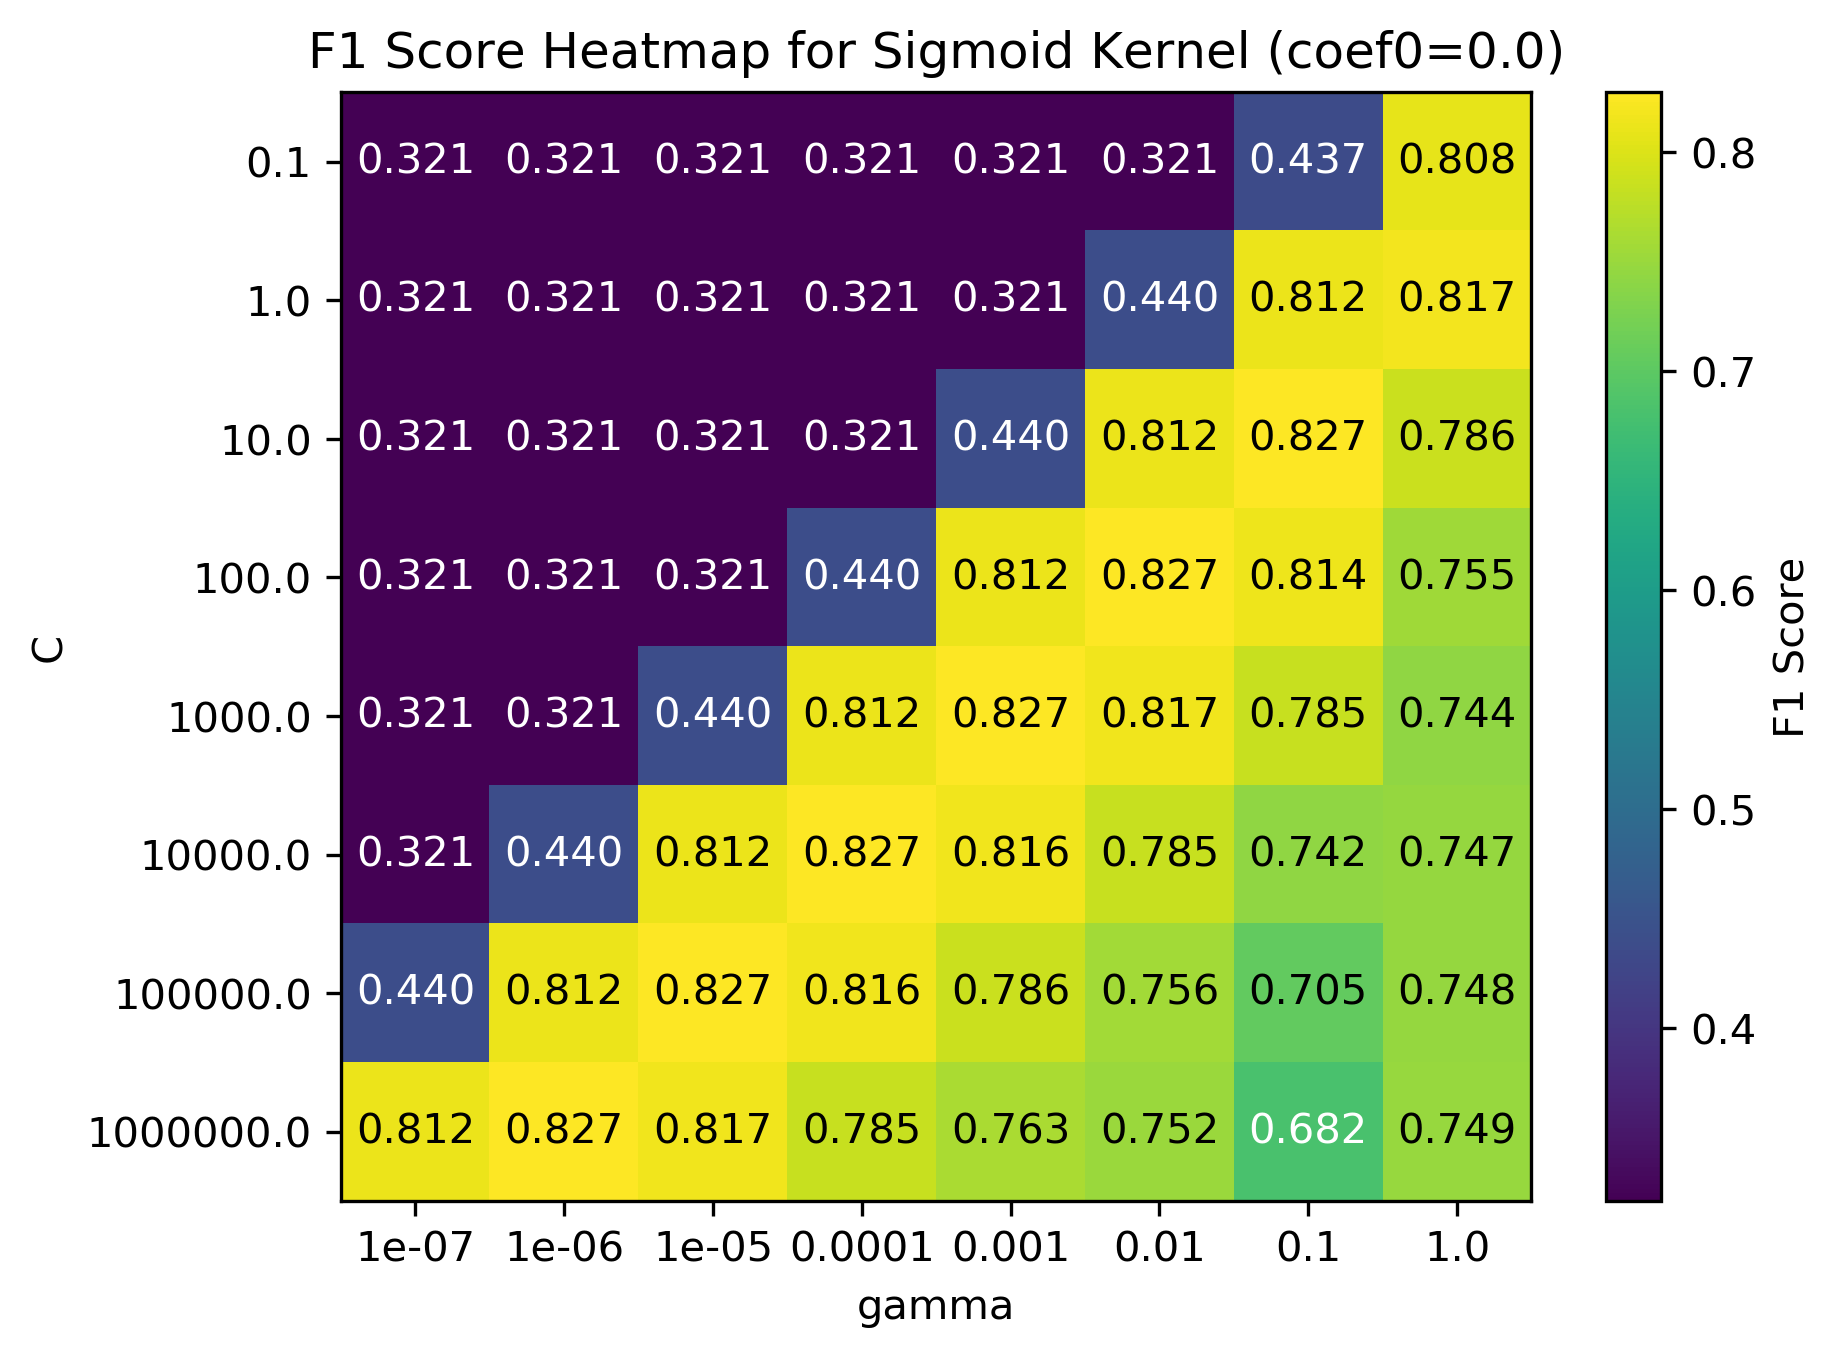 F1 Score Heatmap for Sigmoid Kernel (coef0=0.0)
0.1 0.321 0.321 0.321 0.321 0.321 0.321 0.437 0.808
1.0 0.321 0.321 0.321 0.321 0.321 0.440 0.812 0.817
10.0 0.321 0.321 0.321 0.321 0.440 0.812 0.827 0.786
100.0 0.321 0.321 0.321 0.440 0.812 0.827 0.814 0.755
1000.0 0.321 0.321 0.440 0.812 0.827 0.817 0.785 0.744
10000.0 0.321 0.440 0.812 0.827 0.816 0.785 0.742 0.747
100000.0 0.440 0.812 0.827 0.816 0.786 0.756 0.705 0.748
1000000.0 0.812 0.827 0.817 0.785 0.763 0.752 0.682 0.749
1e-07 1e-06 1e-05 0.0001 0.001 0.01 0.1 1.0
gamma
C
0.8
0.7
0.6
0.5
0.4
F1 Score